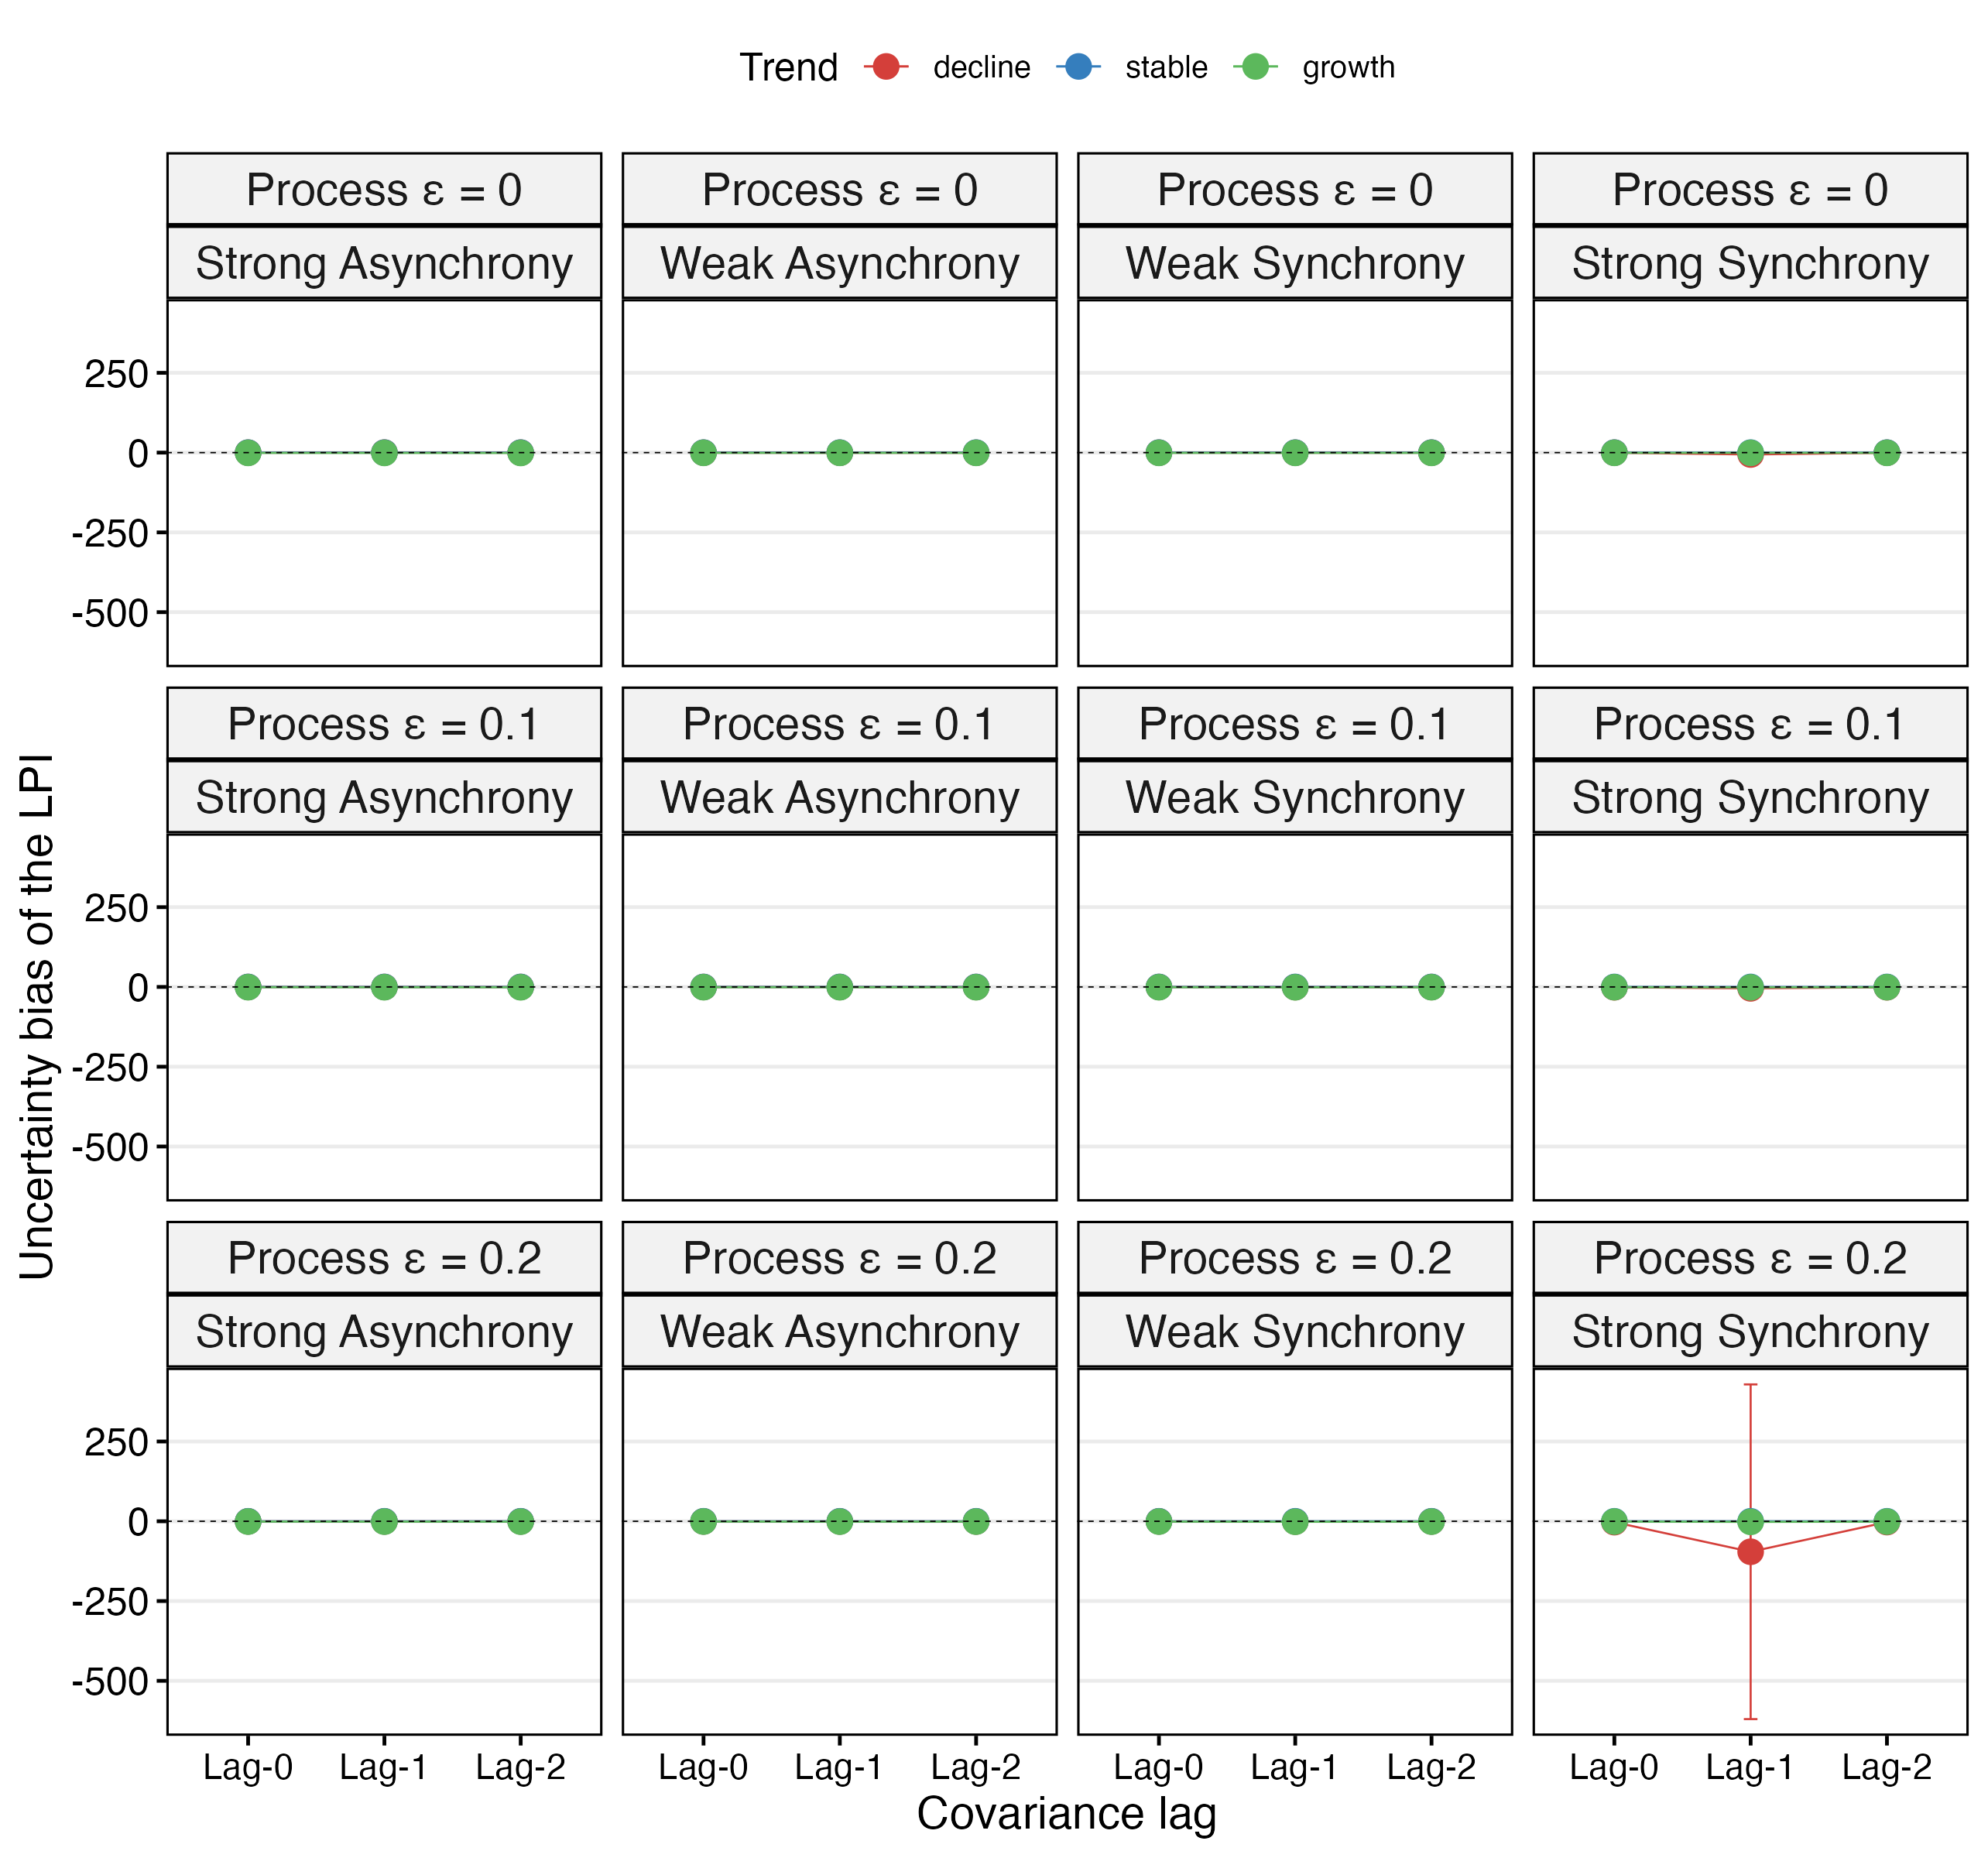 Trend decline stable growth
Process ε = 0 Process ε = 0 Process ε = 0 Process ε = 0
Strong Asynchrony Weak Asynchrony Weak Synchrony Strong Synchrony
250
0
-250
-500
Process ε = 0.1 Process ε = 0.1 Process ε = 0.1 Process ε = 0.1
Strong Asynchrony Weak Asynchrony Weak Synchrony Strong Synchrony
250
0
-250
-500
Uncertainty bias of the LPI
Process ε = 0.2 Process ε = 0.2 Process ε = 0.2 Process ε = 0.2
Strong Asynchrony Weak Asynchrony Weak Synchrony Strong Synchrony
250
0
-250
-500
Lag-0 Lag-1 Lag-2 Lag-0 Lag-1 Lag-2 Lag-0 Lag-1 Lag-2 Lag-0 Lag-1 Lag-2
Covariance lag